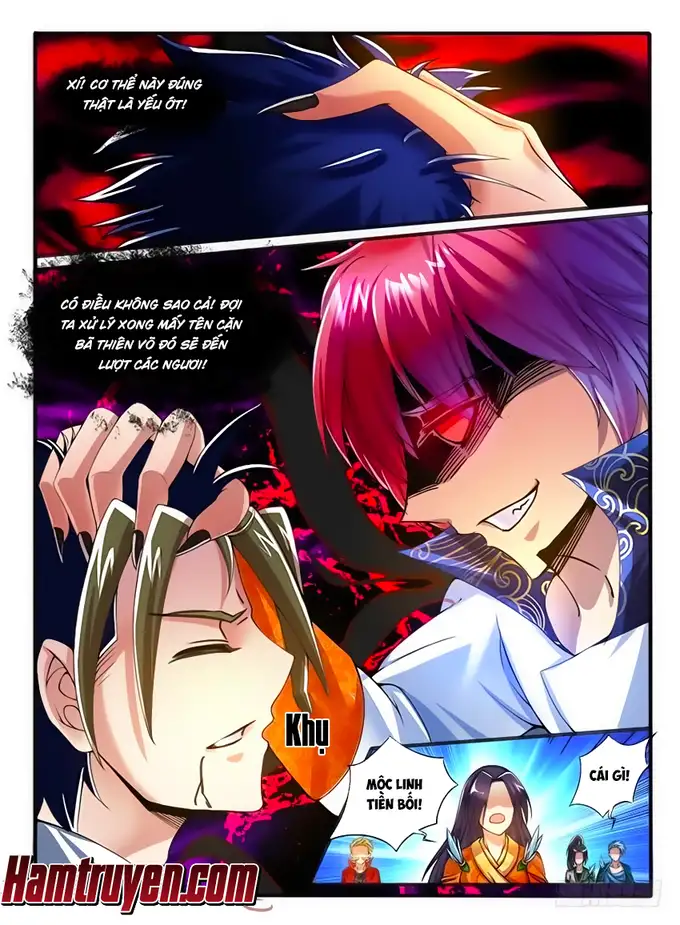 XÍ! CƠ THỂ NÀY ĐÚNG
THẬT LÀ YẾU ỚT!
CÓ ĐIỀU KHÔNG SAO CẢ! ĐỢI
TA XỬ LÝ XONG MẤY TÊN CẶN
BÃ THIÊN VÕ ĐÓ SẼ ĐẾN
LƯỢT CÁC NGƯƠI!
Khụ
MỘC LINH
TIỀN BỐI!
CÁI GÌ!
Hamtruyen.com